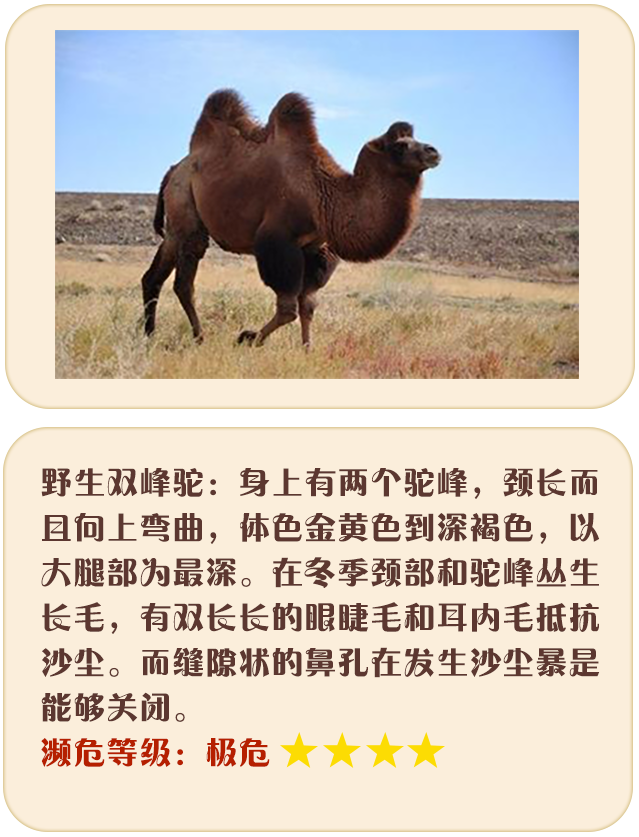 野生双峰驼：身上有两个驼峰，颈长而
且向上弯曲，体色金黄色到深褐色，以
大腿部为最深。在冬季颈部和驼峰丛生
长毛，有双长长的眼睫毛和耳内毛抵抗
沙尘。而缝隙状的鼻孔在发生沙尘暴是
能够关闭。
濒危等级：极危 ★★★★